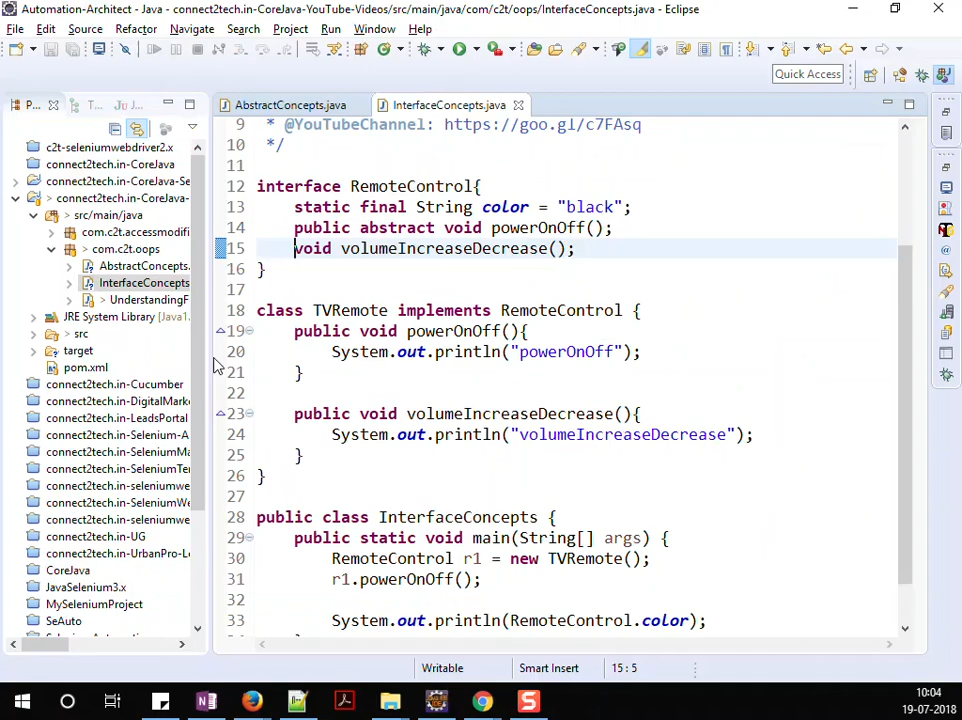 Automation-Architect - Java - connect2tech.in-CoreJava-YouTube-Videos/src/main/java/com/c2t/oops/InterfaceConcepts.java - Eclipse
File Edit Source Refactor Navigate Search Project Run Window Help
Quick Access
P... T... Ju J...
AbstractConcepts.java InterfaceConcepts.java
c2t-seleniumwebdriver2.x
connect2tech.in-CoreJava
connect2tech.in-CoreJava-Se
connect2tech.in-CoreJava-
src/main/java
com.c2t.accessmodifi
com.c2t.oops
AbstractConcepts.
InterfaceConcepts
> UnderstandingF
JRE System Library [Java1
> src
target
pom.xml
connect2tech.in-Cucumber
connect2tech.in-DigitalMarke
connect2tech.in-LeadsPortal
connect2tech.in-Selenium-A
connect2tech.in-SeleniumMa
connect2tech.in-SeleniumTer
connect2tech.in-seleniumwe
connect2tech.in-SeleniumWe
connect2tech.in-seleniumwe
connect2tech.in-UG
connect2tech.in-UrbanPro-Le
CoreJava
JavaSelenium3.x
MySeleniumProject
SeAuto
9 * @YouTubeChannel: https://goo.gl/c7FAsq
10 */
11
12 interface RemoteControl{
13 static final String color = "black";
14 public abstract void powerOnOff();
15 void volumeIncreaseDecrease();
16 }
17
18 class TVRemote implements RemoteControl {
19 public void powerOnOff(){
20 System.out.println("powerOnOff");
21 }
22
23 public void volumeIncreaseDecrease(){
24 System.out.println("volumeIncreaseDecrease");
25 }
26 }
27
28 public class InterfaceConcepts {
29 public static void main(String[] args) {
30 RemoteControl r1 = new TVRemote();
31 r1.powerOnOff();
32
33 System.out.println(RemoteControl.color);
Writable Smart Insert 15 : 5
10:04
19-07-2018